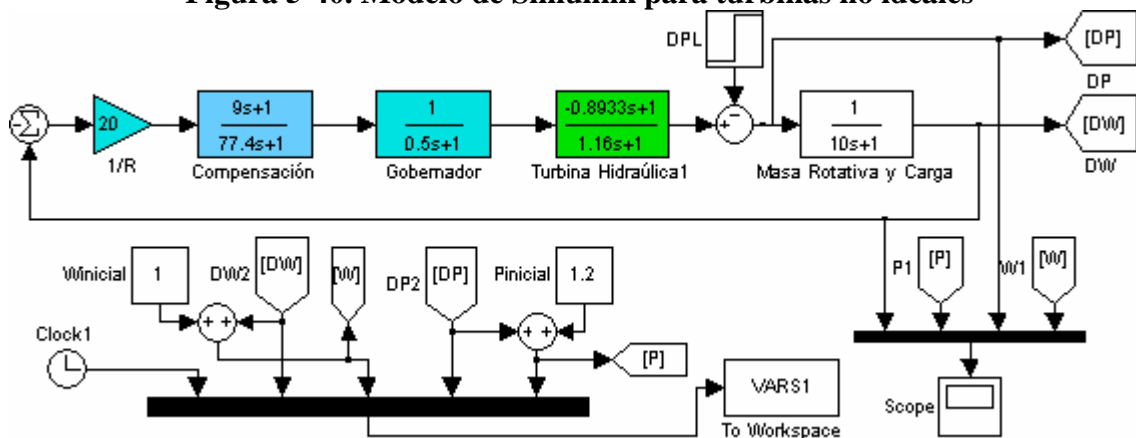 Figura 3-40. Modelo de Simulink para turbinas no ideales
DPL
[DP]
DP
Σ
20
1/R
9s+1
77.4s+1
Compensación
1
0.5s+1
Gobernador
-0.8933s+1
1.16s+1
Turbina Hidraúlica1
+ -
1
10s+1
Masa Rotativa y Carga
[DW]
DW
Winicial
1
DW2
[DW]
[W]
DP2
[DP]
Pinicial
1.2
P1
[P]
W1
[W]
+ +
+ +
Clock1
[P]
VARS1
To Workspace
Scope